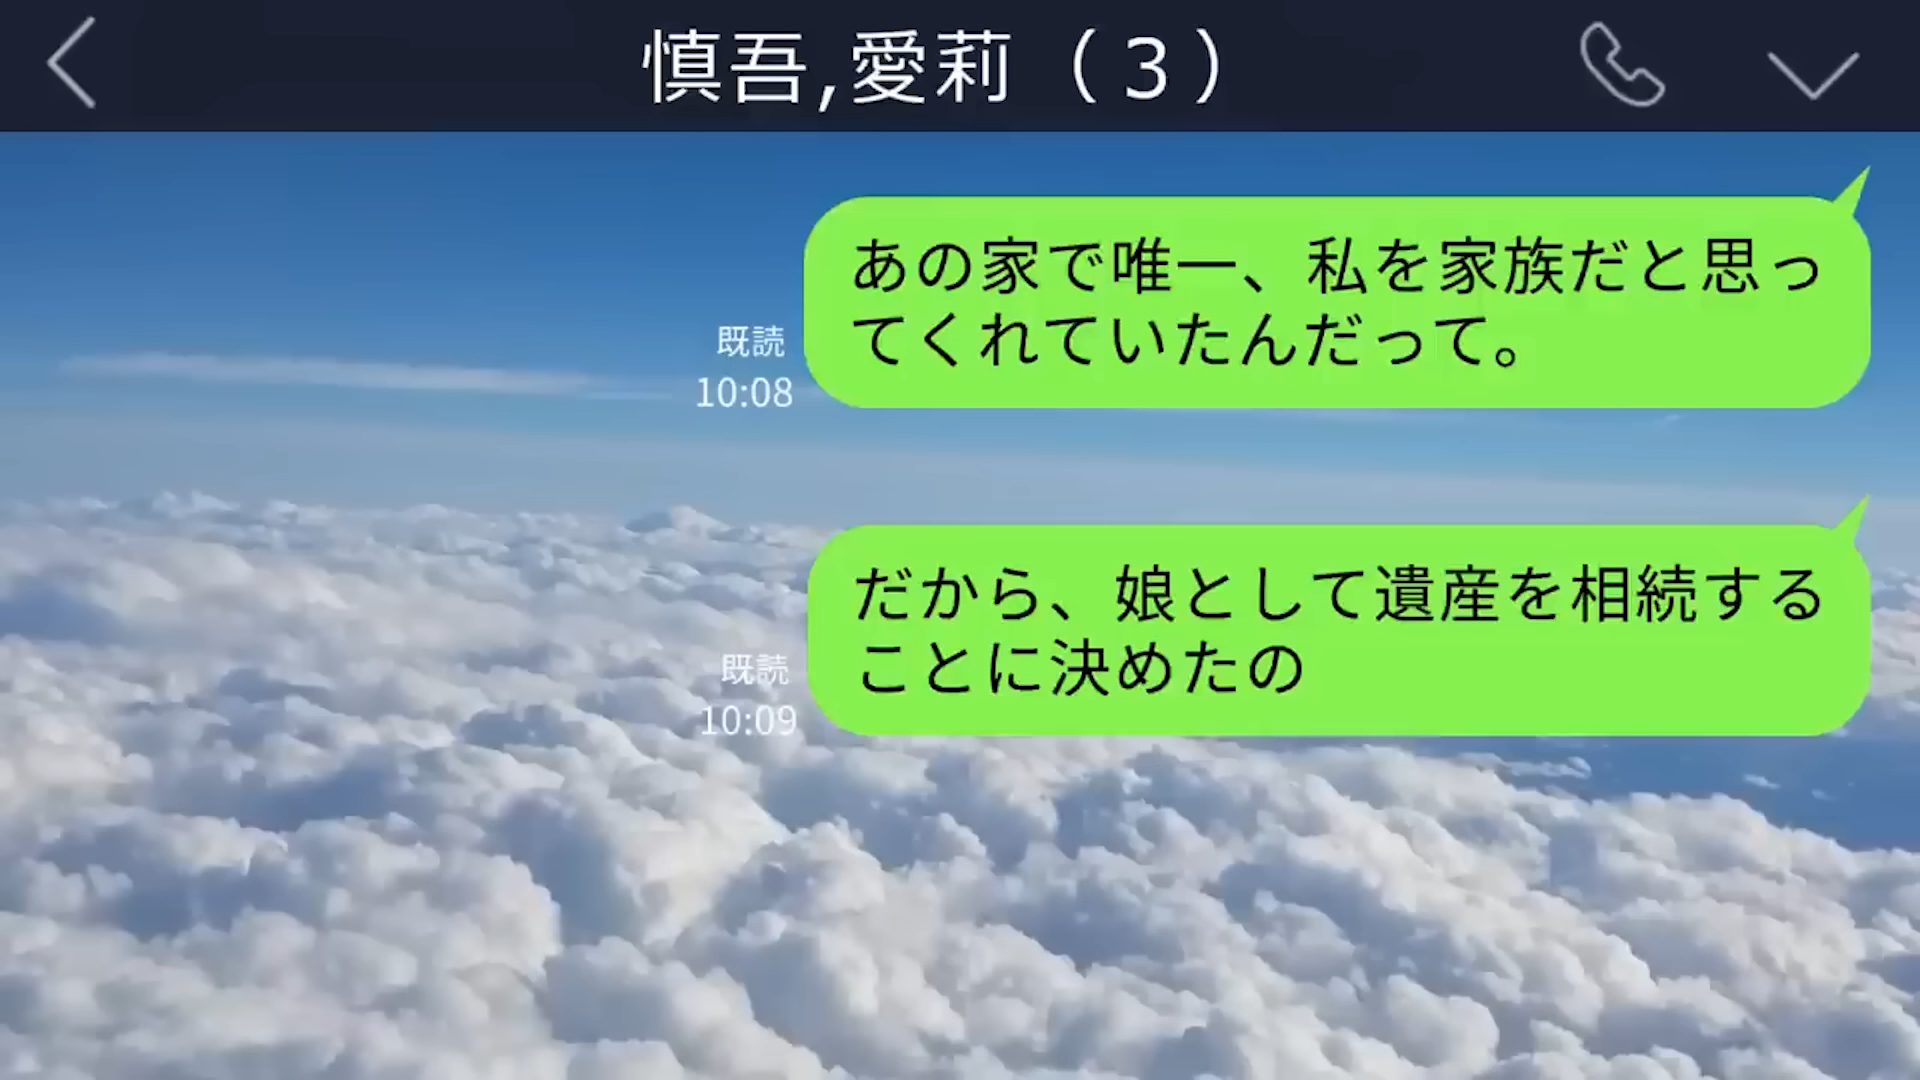 慎吾,愛莉（３）
あの家で唯一、私を家族だと思っ
てくれていたんだって。
既読
10:08
だから、娘として遺産を相続する
ことに決めたの
既読
10:09